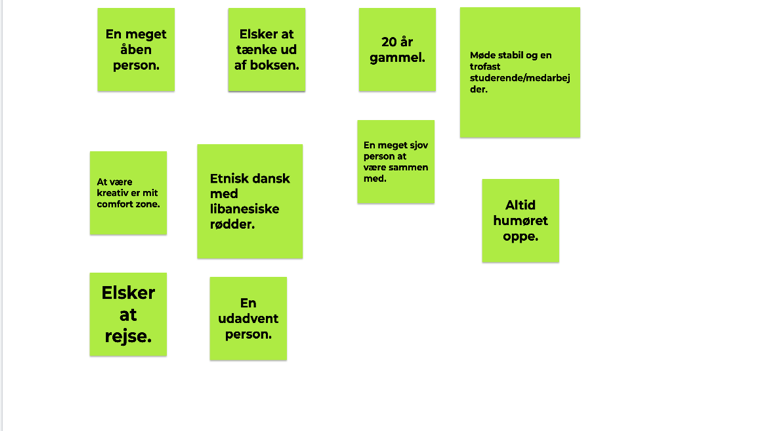 En meget
åben
person.
Elsker at
tænke ud
af boksen.
20 år
gammel.
Møde stabil og en
trofast
studerende/medarbej
der.
En meget sjov
person at
være sammen
med.
At være
kreativ er mit
comfort zone.
Etnisk dansk
med
libanesiske
rødder.
Altid
humøret
oppe.
Elsker
at
rejse.
En
udadvent
person.